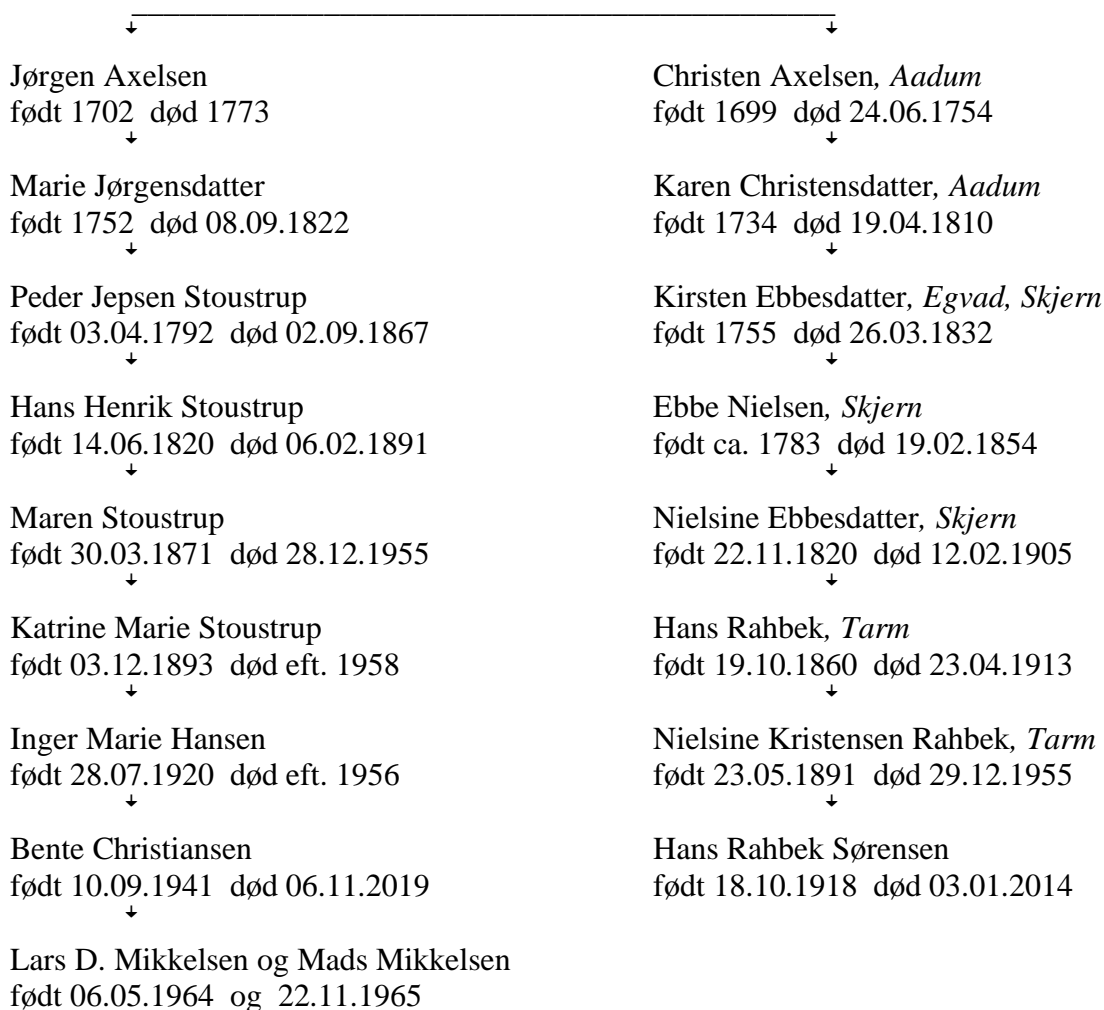 Jørgen Axelsen
født 1702 død 1773
Marie Jørgensdatter
født 1752 død 08.09.1822
Peder Jepsen Stoustrup
født 03.04.1792 død 02.09.1867
Hans Henrik Stoustrup
født 14.06.1820 død 06.02.1891
Maren Stoustrup
født 30.03.1871 død 28.12.1955
Katrine Marie Stoustrup
født 03.12.1893 død eft. 1958
Inger Marie Hansen
født 28.07.1920 død eft. 1956
Bente Christiansen
født 10.09.1941 død 06.11.2019
Lars D. Mikkelsen og Mads Mikkelsen
født 06.05.1964 og 22.11.1965
Christen Axelsen, Aadum
født 1699 død 24.06.1754
Karen Christensdatter, Aadum
født 1734 død 19.04.1810
Kirsten Ebbesdatter, Egvad, Skjern
født 1755 død 26.03.1832
Ebbe Nielsen, Skjern
født ca. 1783 død 19.02.1854
Nielsine Ebbesdatter, Skjern
født 22.11.1820 død 12.02.1905
Hans Rahbek, Tarm
født 19.10.1860 død 23.04.1913
Nielsine Kristensen Rahbek, Tarm
født 23.05.1891 død 29.12.1955
Hans Rahbek Sørensen
født 18.10.1918 død 03.01.2014